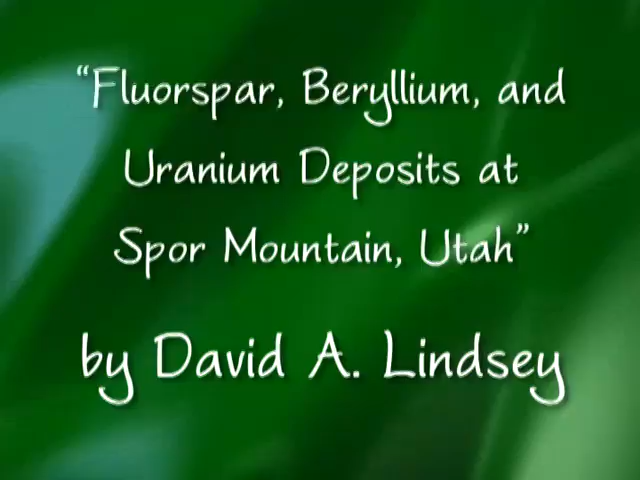 “Fluorspar, Beryllium, and
Uranium Deposits at
Spor Mountain, Utah”
by David A. Lindsey